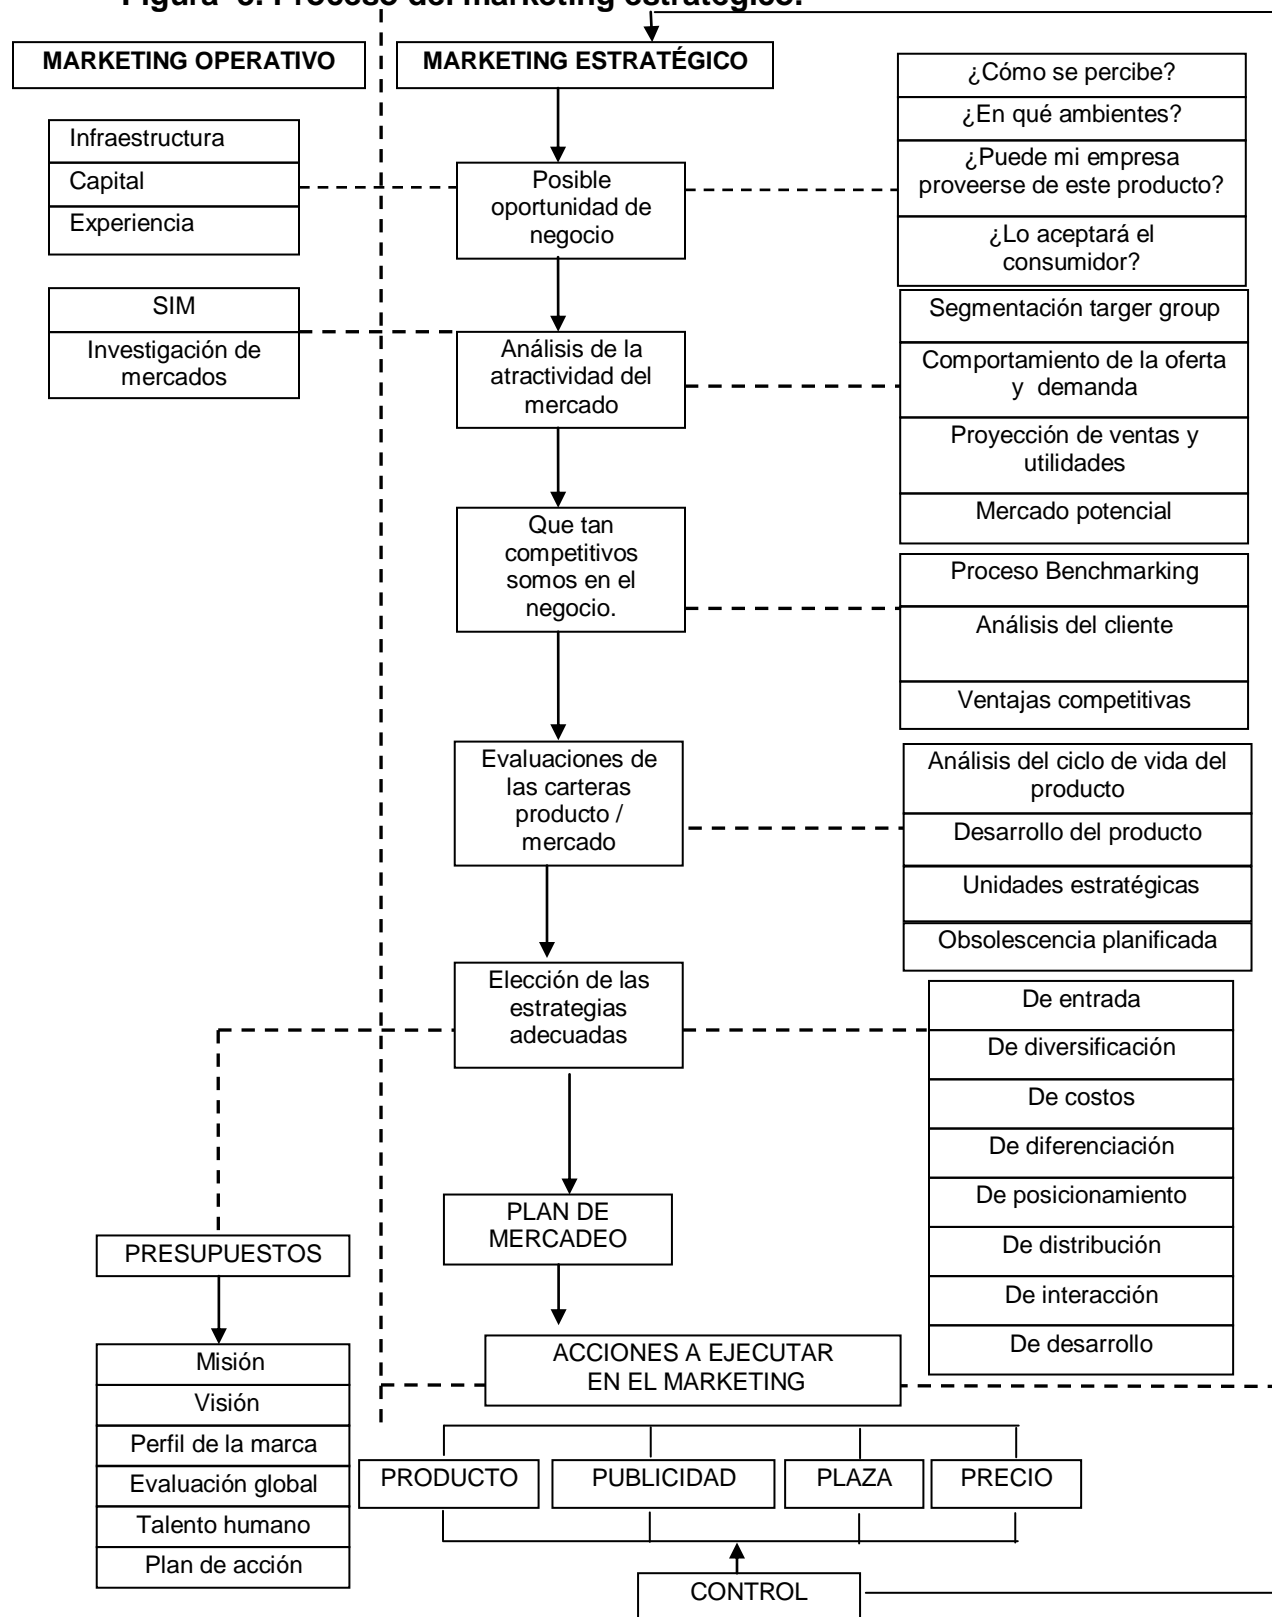 Figura 3. Proceso del marketing estratégico.
MARKETING OPERATIVO
MARKETING ESTRATÉGICO
¿Cómo se percibe?
¿En qué ambientes?
¿Puede mi empresa
proveerse de este producto?
¿Lo aceptará el
consumidor?
Infraestructura
Capital
Experiencia
Posible
oportunidad de
negocio
SIM
Investigación de
mercados
Análisis de la
atractividad del
mercado
Segmentación targer group
Comportamiento de la oferta
y demanda
Proyección de ventas y
utilidades
Mercado potencial
Que tan
competitivos
somos en el
negocio.
Proceso Benchmarking
Análisis del cliente
Ventajas competitivas
Evaluaciones de
las carteras
producto /
mercado
Análisis del ciclo de vida del
producto
Desarrollo del producto
Unidades estratégicas
Obsolescencia planificada
Elección de las
estrategias
adecuadas
De entrada
De diversificación
De costos
De diferenciación
De posicionamiento
De distribución
De interacción
De desarrollo
PLAN DE
MERCADEO
PRESUPUESTOS
Misión
Visión
Perfil de la marca
Evaluación global
Talento humano
Plan de acción
ACCIONES A EJECUTAR
EN EL MARKETING
PRODUCTO
PUBLICIDAD
PLAZA
PRECIO
CONTROL